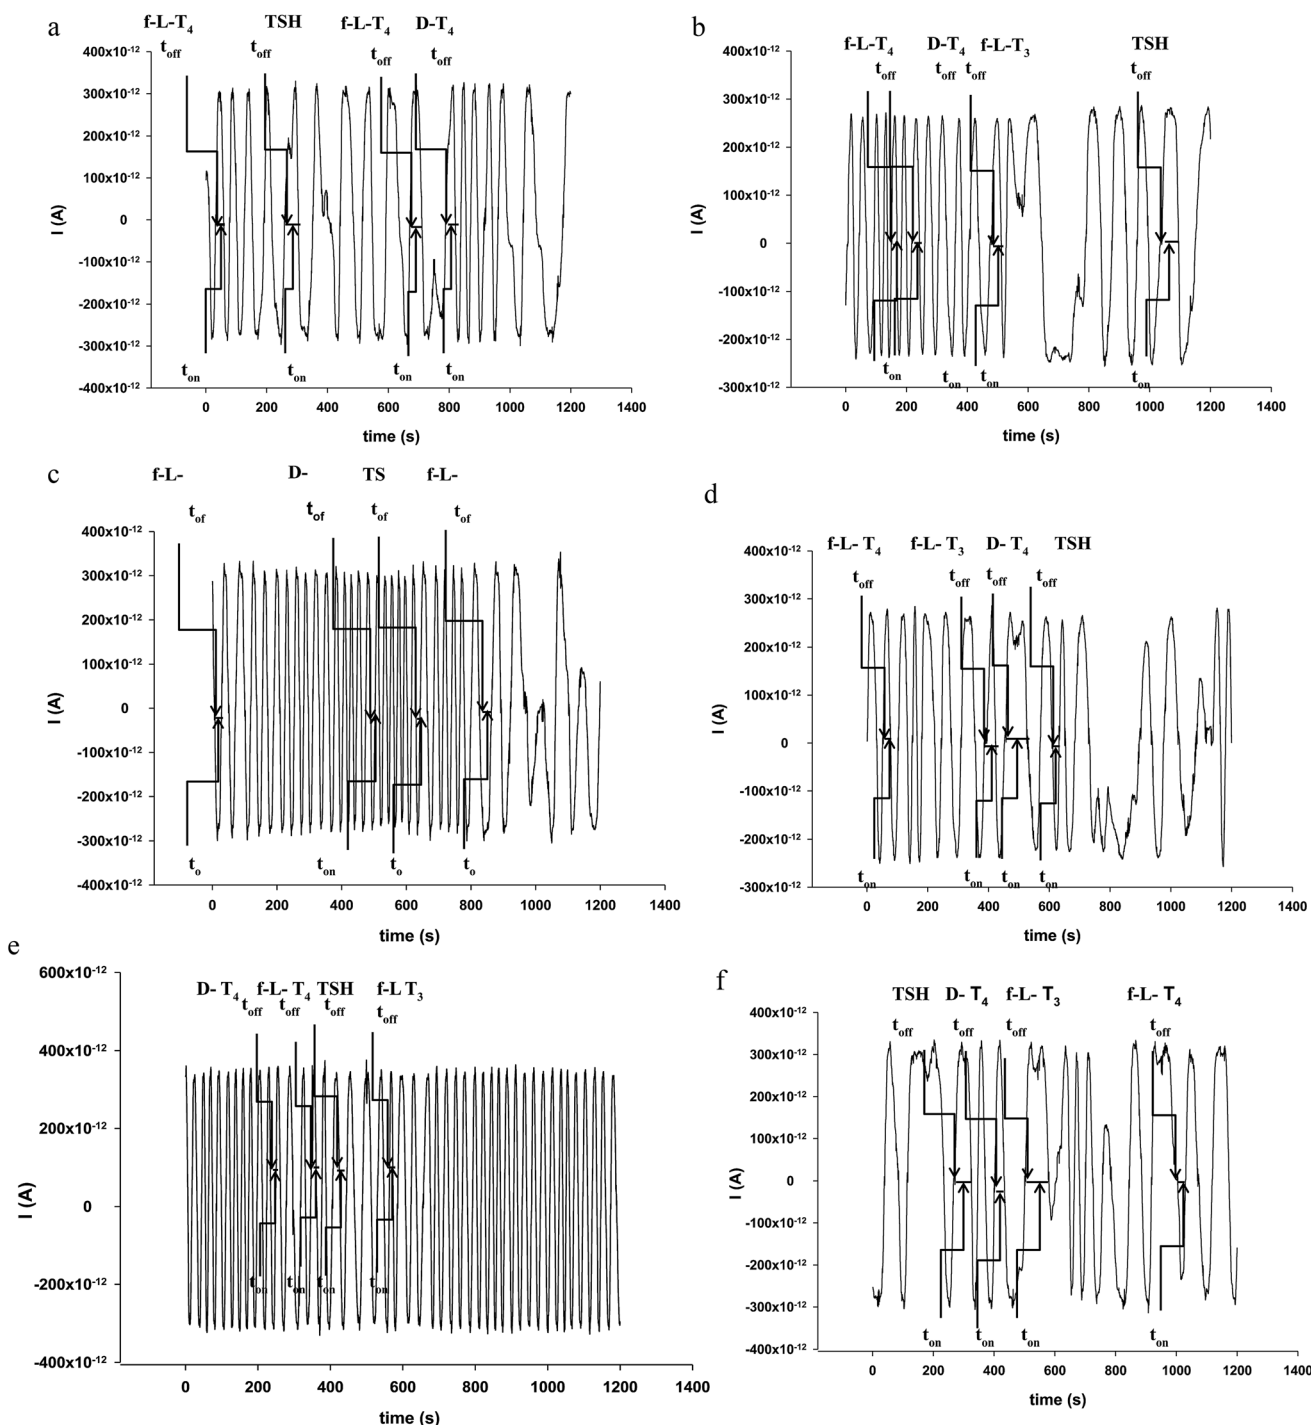 a
f-L-T4 TSH f-L-T4 D-T4
toff toff toff toff
400x10-12
300x10-12
200x10-12
100x10-12
0
-100x10-12
-200x10-12
-300x10-12
-400x10-12
I (A)
ton ton ton ton
0 200 400 600 800 1000 1200 1400
time (s)
b
f-L-T4 D-T4 f-L-T3 TSH
toff toff toff toff
400x10-12
300x10-12
200x10-12
100x10-12
0
-100x10-12
-200x10-12
-300x10-12
I (A)
ton ton ton ton
0 200 400 600 800 1000 1200 1400
time (s)
c
f-L- D- TS f-L-
tof tof tof tof
400x10-12
300x10-12
200x10-12
100x10-12
0
-100x10-12
-200x10-12
-300x10-12
-400x10-12
I (A)
to ton to to
0 200 400 600 800 1000 1200 1400
time (s)
d
f-L- T4 f-L- T3 D- T4 TSH
toff toff toff toff
400x10-12
300x10-12
200x10-12
100x10-12
0
-100x10-12
-200x10-12
-300x10-12
I (A)
ton ton ton ton
0 200 400 600 800 1000 1200 1400
time (s)
e
D- T4 f-L- T4 TSH f-L T3
toff toff toff toff
600x10-12
400x10-12
200x10-12
0
-200x10-12
-400x10-12
I (A)
ton ton ton ton
0 200 400 600 800 1000 1200 1400
time (s)
f
TSH D- T4 f-L- T3 f-L- T4
toff toff toff toff
400x10-12
300x10-12
200x10-12
100x10-12
0
-100x10-12
-200x10-12
-300x10-12
-400x10-12
I (A)
ton ton ton ton
0 200 400 600 800 1000 1200 1400
time (s)